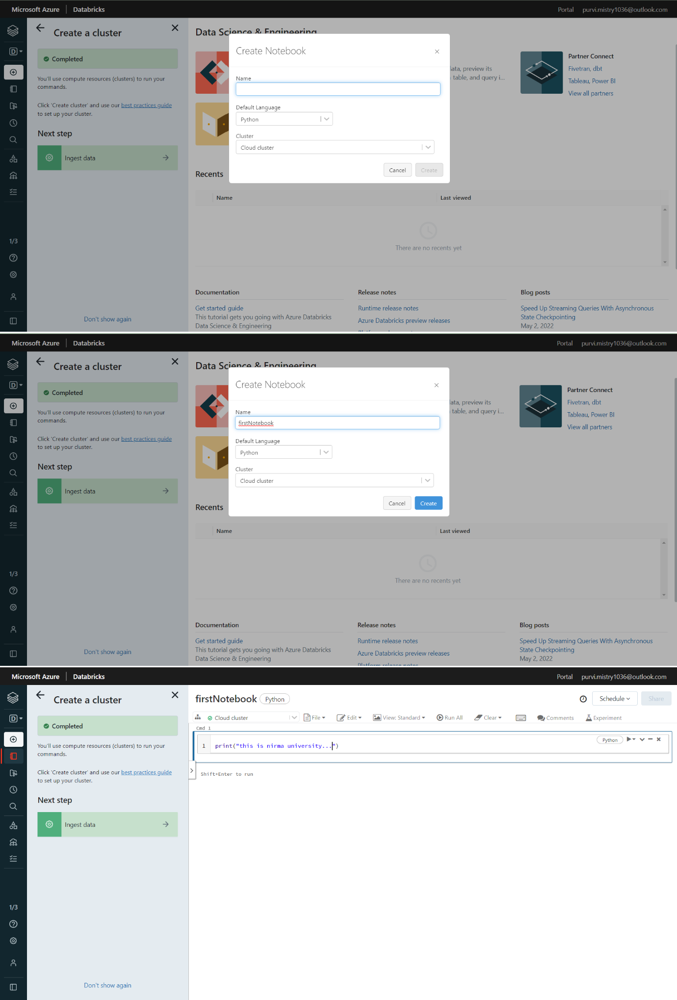 Microsoft Azure | Databricks
Portal purvi.mistry1036@outlook.com
Create a cluster
Completed
You'll use compute resources (clusters) to run your
commands.
Click 'Create cluster' and use our best practices guide
to set up your cluster.
Next step
Ingest data
1/3
Don't show again
Data Science & Engineering
Create Notebook
Name
Default Language
Python
Cluster
Cloud cluster
Cancel Create
data, preview its
table, and query i...
Partner Connect
Fivetran, dbt
Tableau, Power BI
View all partners
Recents
Name Last viewed
There are no recents yet
Documentation
Get started guide
This tutorial gets you going with Azure Databricks
Data Science & Engineering
Release notes
Runtime release notes
Azure Databricks preview releases
Blog posts
Speed Up Streaming Queries With Asynchronous
State Checkpointing
May 2, 2022
Microsoft Azure | Databricks
Portal purvi.mistry1036@outlook.com
Create a cluster
Completed
You'll use compute resources (clusters) to run your
commands.
Click 'Create cluster' and use our best practices guide
to set up your cluster.
Next step
Ingest data
1/3
Don't show again
Data Science & Engineering
Create Notebook
Name
firstNotebook
Default Language
Python
Cluster
Cloud cluster
Cancel Create
data, preview its
table, and query i...
Partner Connect
Fivetran, dbt
Tableau, Power BI
View all partners
Recents
Name Last viewed
There are no recents yet
Documentation
Get started guide
This tutorial gets you going with Azure Databricks
Data Science & Engineering
Release notes
Runtime release notes
Azure Databricks preview releases
Platform release notes
Blog posts
Speed Up Streaming Queries With Asynchronous
State Checkpointing
May 2, 2022
Microsoft Azure | Databricks
Portal purvi.mistry1036@outlook.com
Create a cluster
Completed
You'll use compute resources (clusters) to run your
commands.
Click 'Create cluster' and use our best practices guide
to set up your cluster.
Next step
Ingest data
1/3
Don't show again
firstNotebook Python
Schedule Share
Cloud cluster File Edit View: Standard Run All Clear Comments Experiment
Cmd 1
Python
1 print("this is nirma university...")
Shift+Enter to run